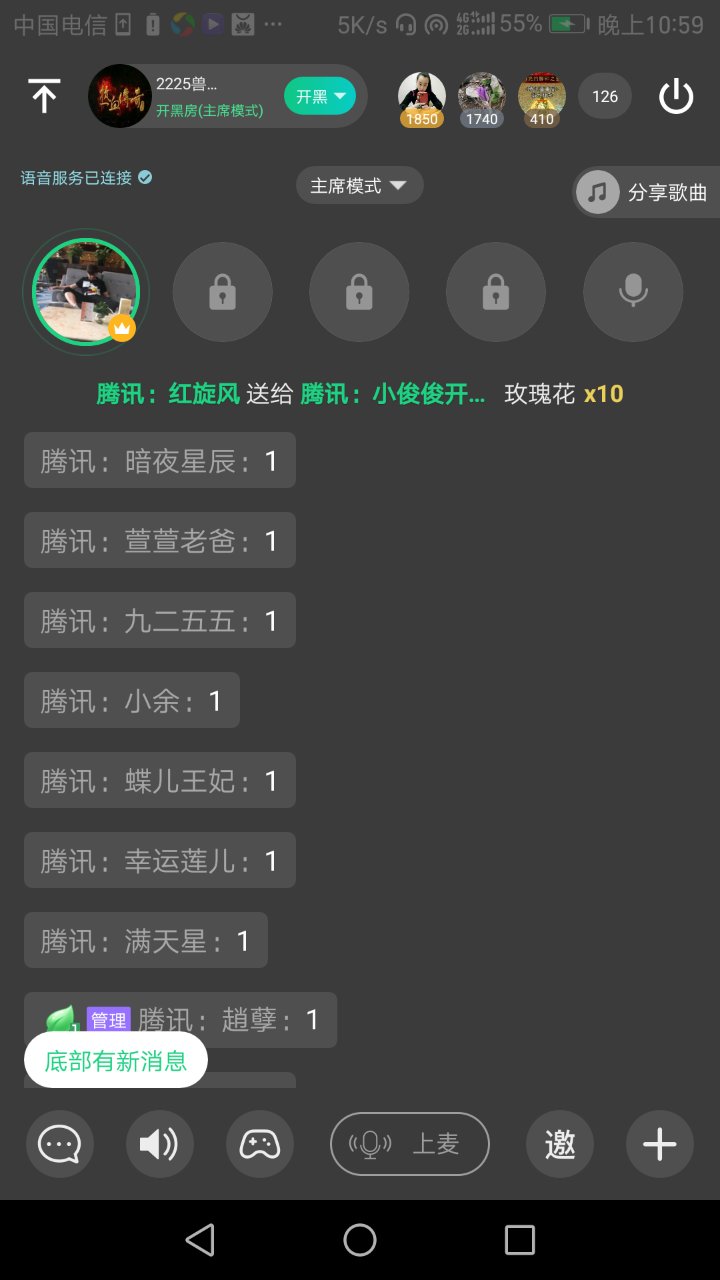 中国电信
5K/s
4G
2G
55%
晚上10:59
2225兽...
开黑房(主席模式)
开黑
1850
1740
410
126
语音服务已连接
主席模式
分享歌曲
腾讯：红旋风 送给 腾讯：小俊俊开... 玫瑰花 x10
腾讯：暗夜星辰：1
腾讯：萱萱老爸：1
腾讯：九二五五：1
腾讯：小余：1
腾讯：蝶儿王妃：1
腾讯：幸运莲儿：1
腾讯：满天星：1
1 管理 腾讯：趙孽：1
底部有新消息
上麦
邀